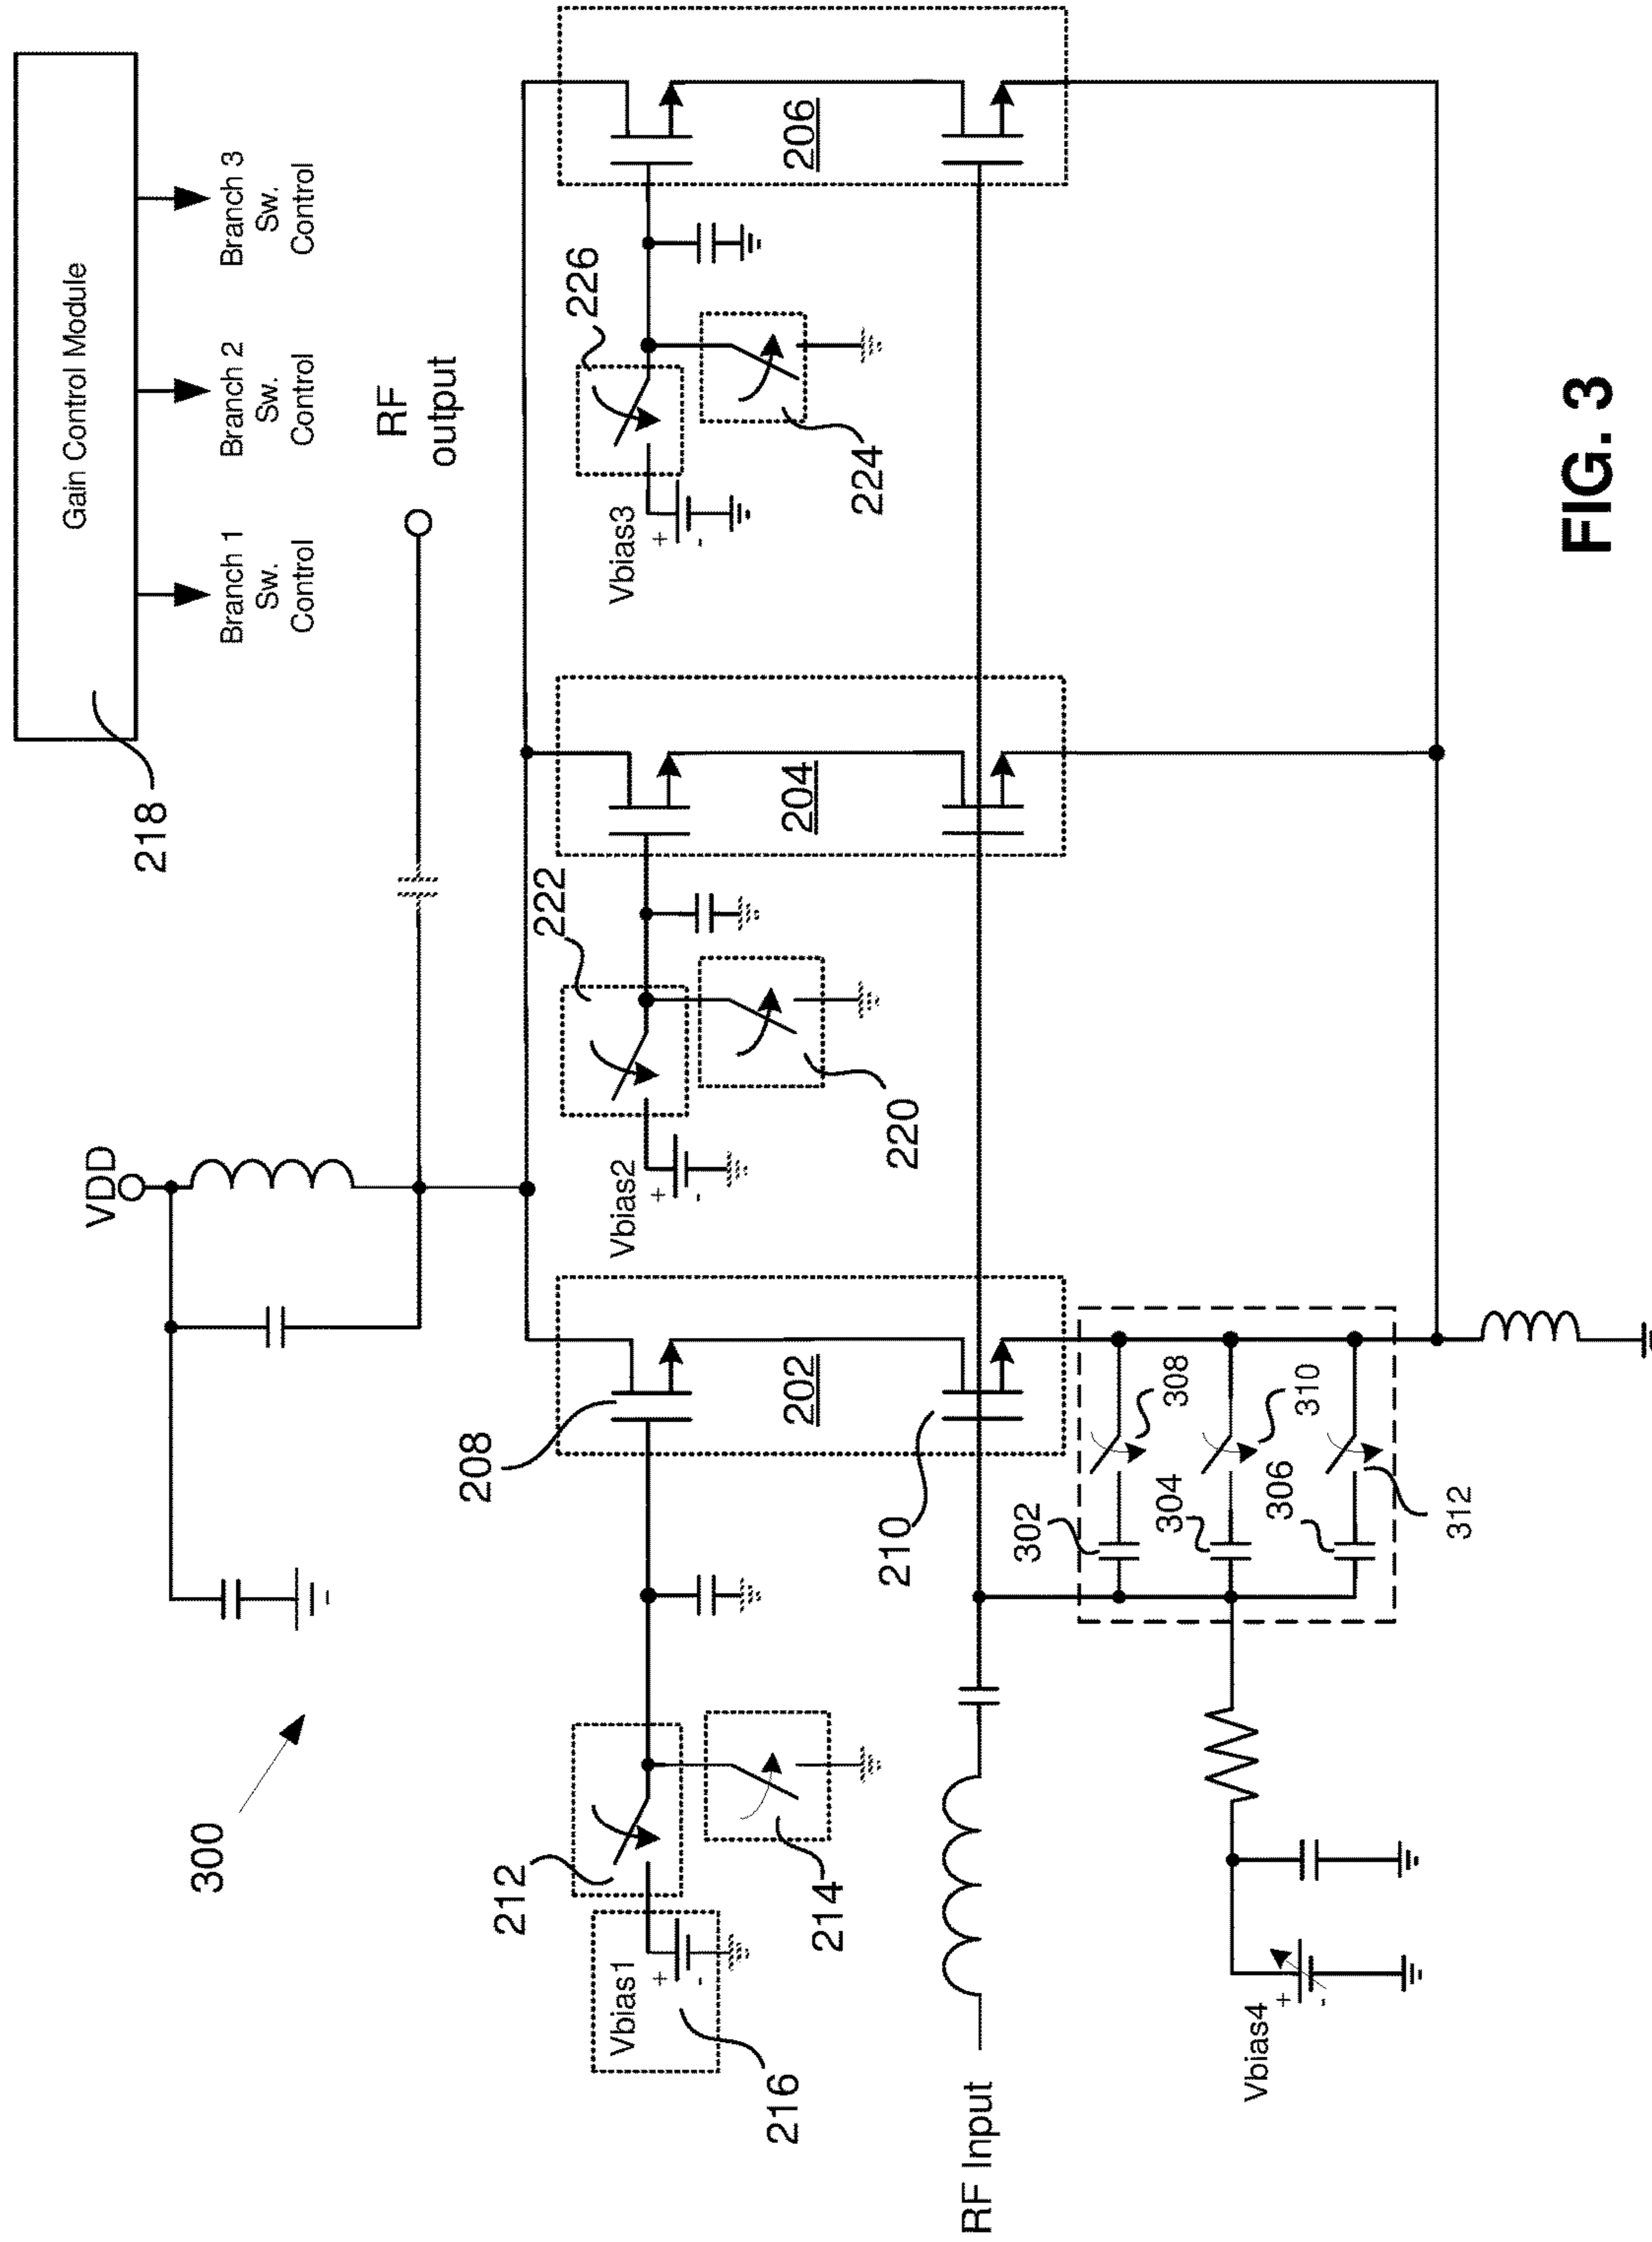 Gain Control Module
218
Branch 1
Sw.
Control
Branch 2
Sw.
Control
Branch 3
Sw.
Control
300
VDD
RF
output
208
202
212
Vbias1
+
-
216
214
222
Vbias2
+
-
220
204
226
Vbias3
+
-
224
206
210
RF Input
302
308
304
310
306
312
Vbias4
+
-
FIG. 3